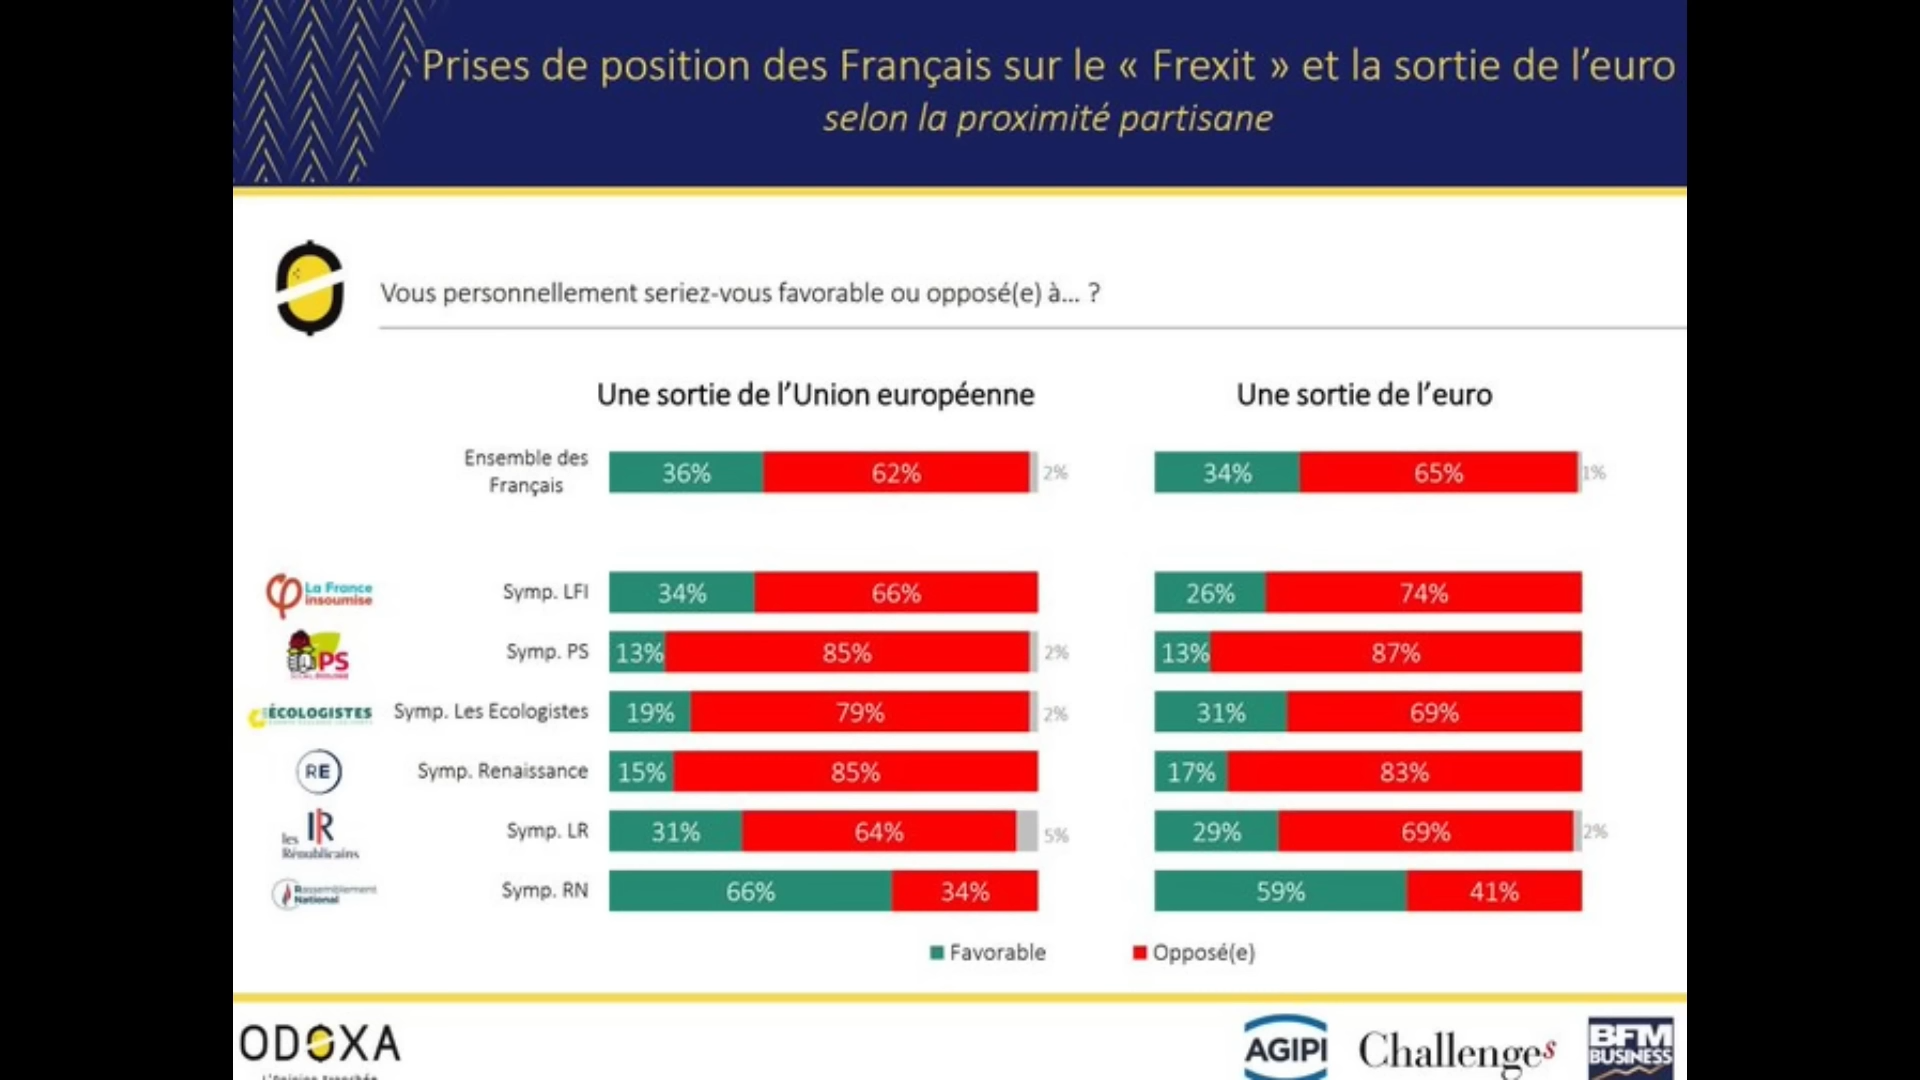 Prises de position des Français sur le « Frexit » et la sortie de l’euro
selon la proximité partisane
Vous personnellement seriez-vous favorable ou opposé(e) à... ?
Une sortie de l’Union européenne
Une sortie de l’euro
Ensemble des
Français
36% 62% 2%
34% 65% 1%
La France
insoumise
Symp. LFI
34% 66%
26% 74%
PS
Symp. PS
13% 85% 2%
13% 87%
ÉCOLOGISTES
Symp. Les Ecologistes
19% 79% 2%
31% 69%
RE
Symp. Renaissance
15% 85%
17% 83%
les
Républicains
Symp. LR
31% 64% 5%
29% 69% 2%
Rassemblement
National
Symp. RN
66% 34%
59% 41%
Favorable
Opposé(e)
ODOXA
AGIPI
Challenges
BFM
BUSINESS